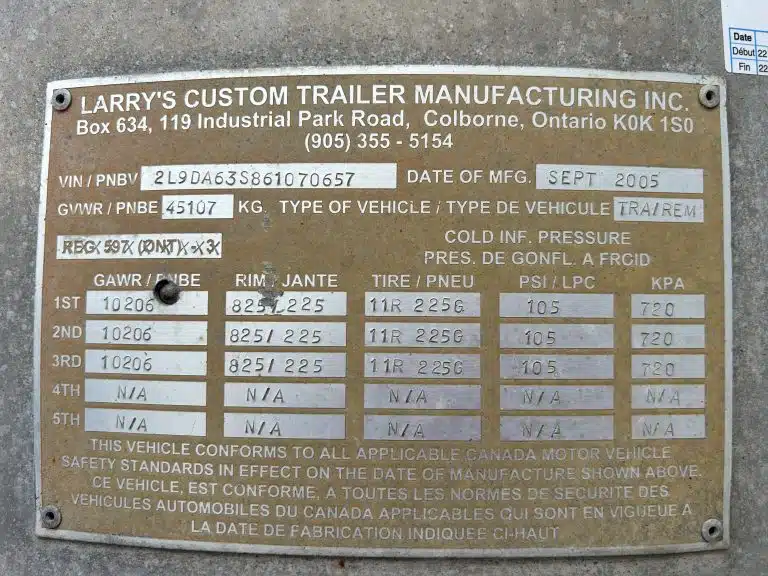 Date
Début 22
Fin 22
LARRY'S CUSTOM TRAILER MANUFACTURING INC.
Box 634, 119 Industrial Park Road, Colborne, Ontario K0K 1S0
(905) 355 - 5154
VIN / PNBV 2L9DA63S861070657 DATE OF MFG. SEPT 2005
GVWR / PNBE 45107 KG. TYPE OF VEHICLE / TYPE DE VEHICULE TRA/REM
COLD INF. PRESSURE
PRES. DE GONFL. A FRCID
GAWR / PNBE RIM / JANTE TIRE / PNEU PSI / LPC KPA
1ST 10206 825/ 225 11R 225G 105 720
2ND 10206 825/ 225 11R 225G 105 720
3RD 10206 825/ 225 11R 225G 105 720
4TH N/A N/A N/A N/A N/A
5TH N/A N/A N/A N/A N/A
THIS VEHICLE CONFORMS TO ALL APPLICABLE CANADA MOTOR VEHICLE
SAFETY STANDARDS IN EFFECT ON THE DATE OF MANUFACTURE SHOWN ABOVE.
CE VEHICLE, EST CONFORME, A TOUTES LES NORMES DE SECURITE DES
VEHICULES AUTOMOBILES DU CANADA APPLICABLES QUI SONT EN VIGUEUE A
LA DATE DE FABRICATION INDIQUEE CI-HAUT.